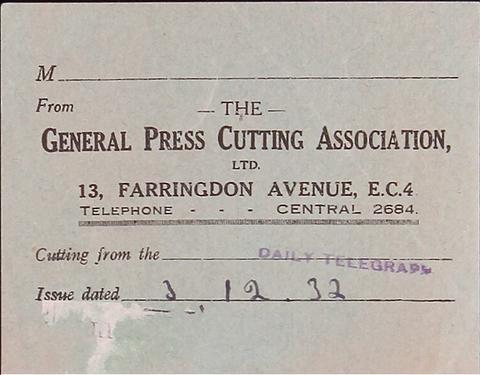 M
From
— THE —
GENERAL PRESS CUTTING ASSOCIATION,
LTD.
13, FARRINGDON AVENUE, E.C.4
TELEPHONE - - - CENTRAL 2684.
Cutting from the DAILY TELEGRAPH
Issue dated 3 . 12 . 32